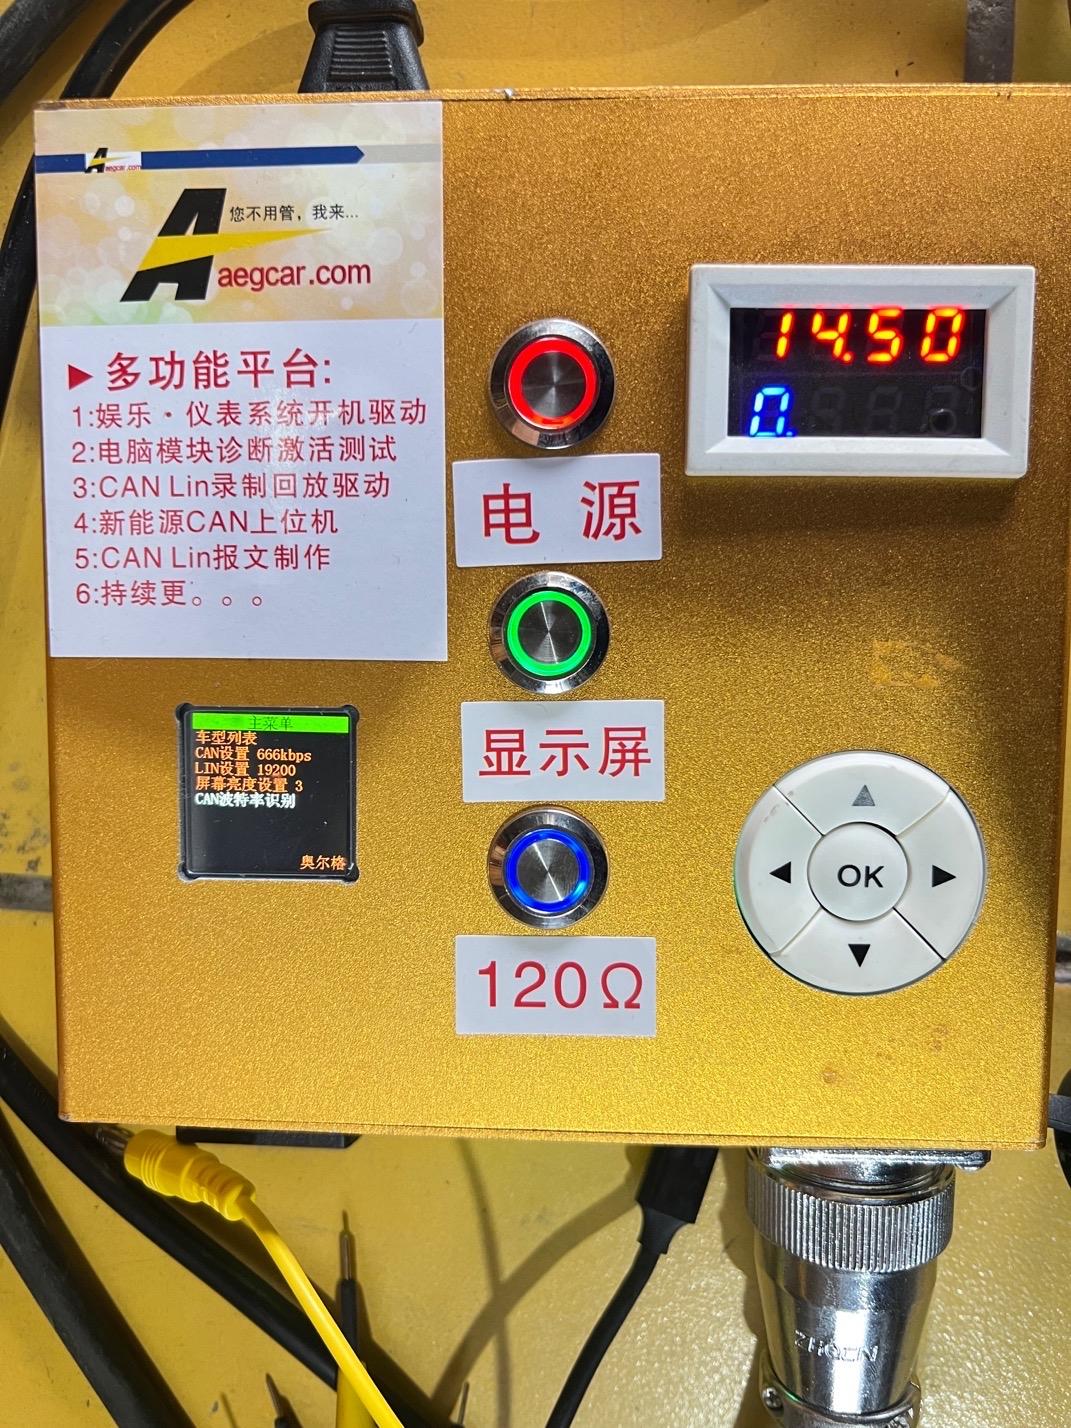 aegcar.com
您不用管，我来...
aegcar.com
▶ 多功能平台:
1:娱乐·仪表系统开机驱动
2:电脑模块诊断激活测试
3:CAN Lin录制回放驱动
4:新能源CAN上位机
5:CAN Lin报文制作
6:持续更。。。
14.50
0.
电 源
显示屏
120Ω
主菜单
车型列表
CAN设置 666kbps
LIN设置 19200
屏幕亮度设置 3
CAN波特率识别
奥尔格
OK